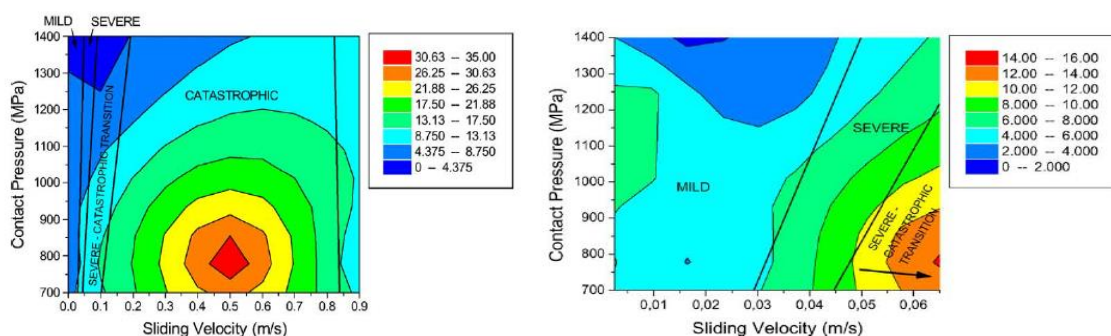 MILD SEVERE
1400
1300
1200
1100
1000
900
800
700
Contact Pressure (MPa)
CATASTROPHIC
SEVERE - CATASTROPHIC TRANSITION
0.0 0.1 0.2 0.3 0.4 0.5 0.6 0.7 0.8 0.9
Sliding Velocity (m/s)
30.63 -- 35.00
26.25 -- 30.63
21.88 -- 26.25
17.50 -- 21.88
13.13 -- 17.50
8.750 -- 13.13
4.375 -- 8.750
0 -- 4.375
1400
1300
1200
1100
1000
900
800
700
Contact Pressure (MPa)
MILD
SEVERE
SEVERE -
CATASTROPHIC
TRANSITION
0,01 0,02 0,03 0,04 0,05 0,06
Sliding Velocity (m/s)
14.00 -- 16.00
12.00 -- 14.00
10.00 -- 12.00
8.000 -- 10.00
6.000 -- 8.000
4.000 -- 6.000
2.000 -- 4.000
0 -- 2.000